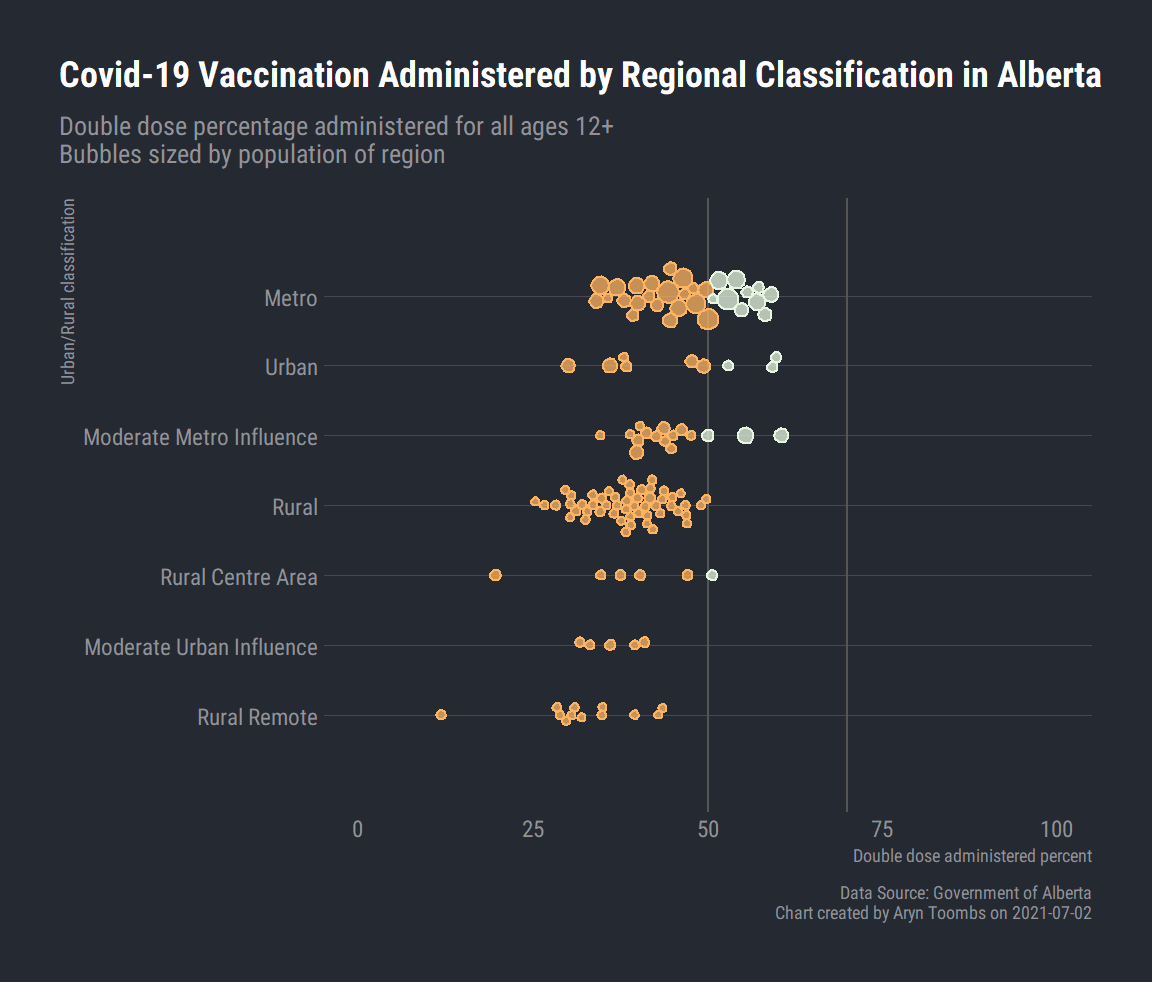 Covid-19 Vaccination Administered by Regional Classification in Alberta
Double dose percentage administered for all ages 12+
Bubbles sized by population of region
Urban/Rural classification
Metro
Urban
Moderate Metro Influence
Rural
Rural Centre Area
Moderate Urban Influence
Rural Remote
0 25 50 75 100
Double dose administered percent
Data Source: Government of Alberta
Chart created by Aryn Toombs on 2021-07-02